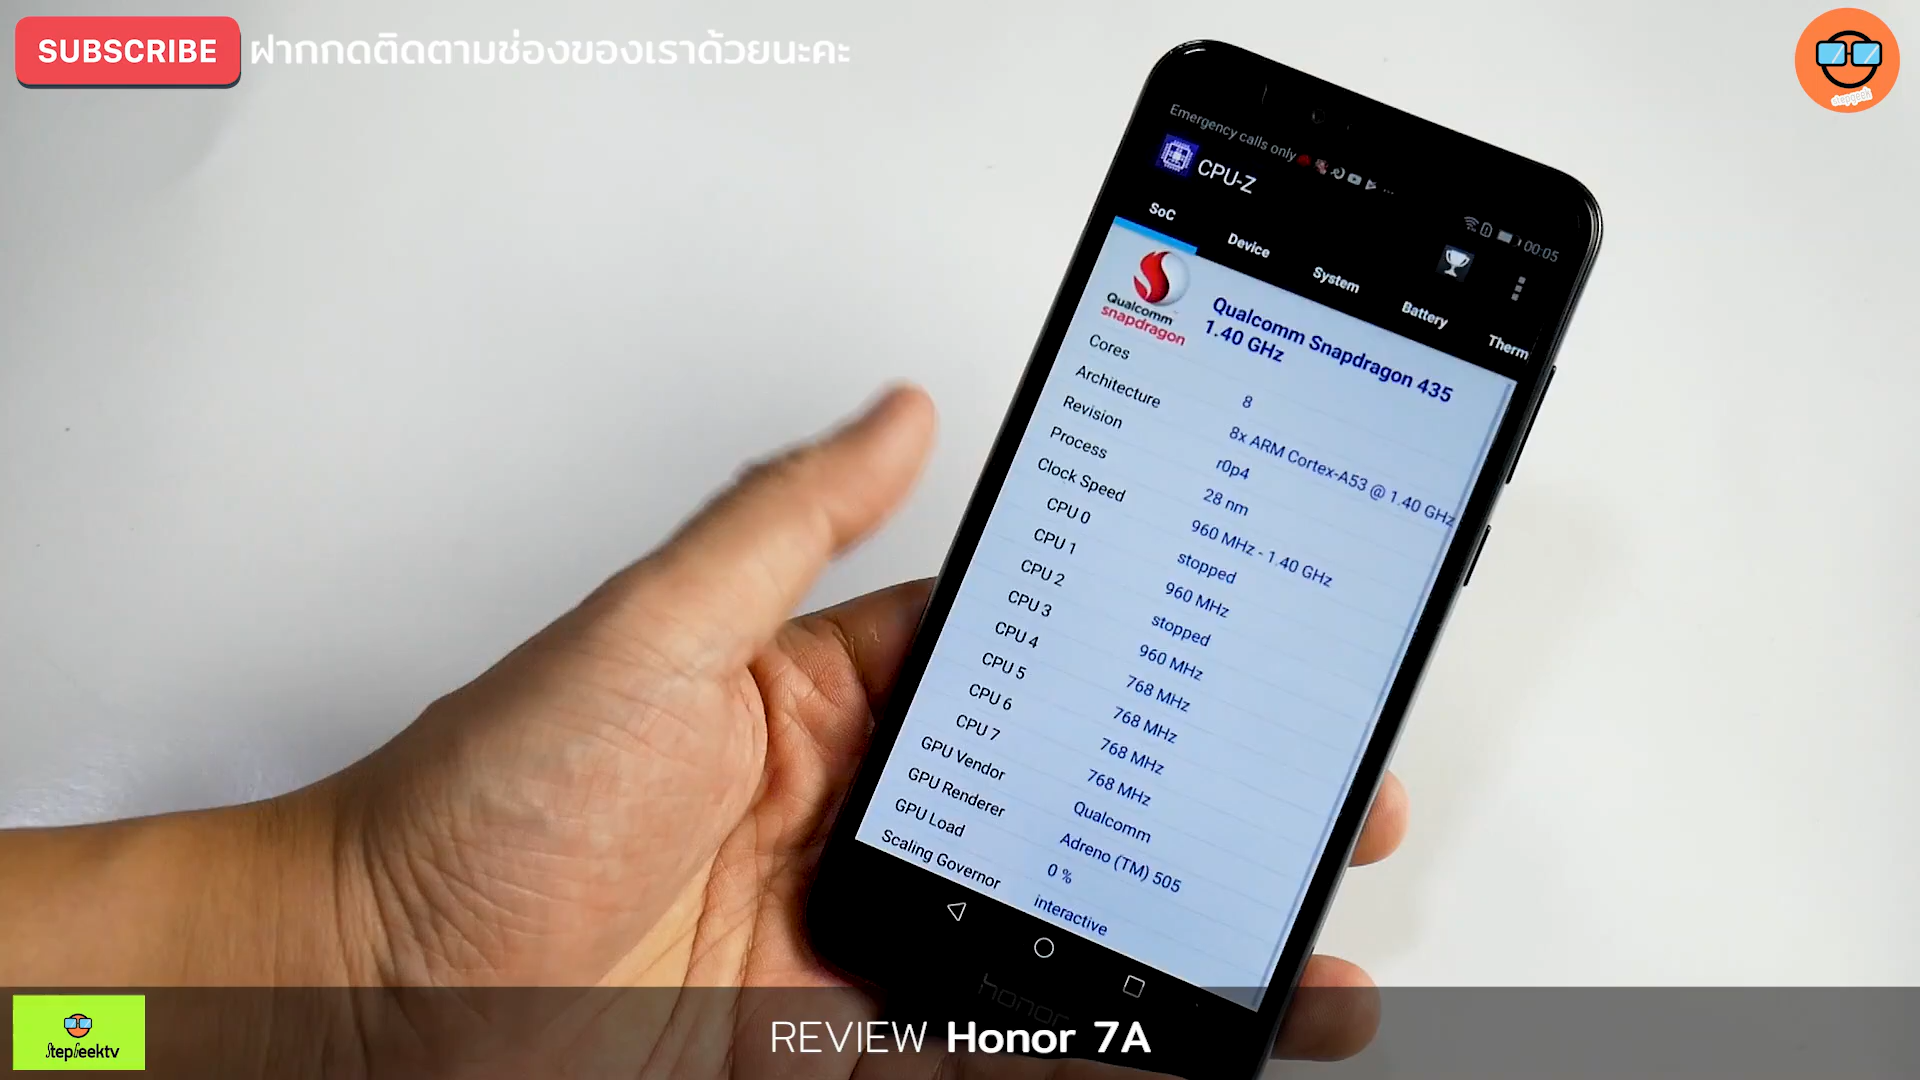 SUBSCRIBE ฝากกดติดตามช่องของเราด้วยนะคะ
stepgeek
Emergency calls only
00:05
CPU-Z
SoC Device System Battery Therm
Qualcomm snapdragon
Qualcomm Snapdragon 435
1.40 GHz
Cores 8
Architecture 8x ARM Cortex-A53 @ 1.40 GHz
Revision r0p4
Process 28 nm
Clock Speed 960 MHz - 1.40 GHz
CPU 0 stopped
CPU 1 960 MHz
CPU 2 stopped
CPU 3 960 MHz
CPU 4 768 MHz
CPU 5 768 MHz
CPU 6 768 MHz
CPU 7 768 MHz
GPU Vendor Qualcomm
GPU Renderer Adreno (TM) 505
GPU Load 0 %
Scaling Governor interactive
honor
StepGeektv
REVIEW Honor 7A